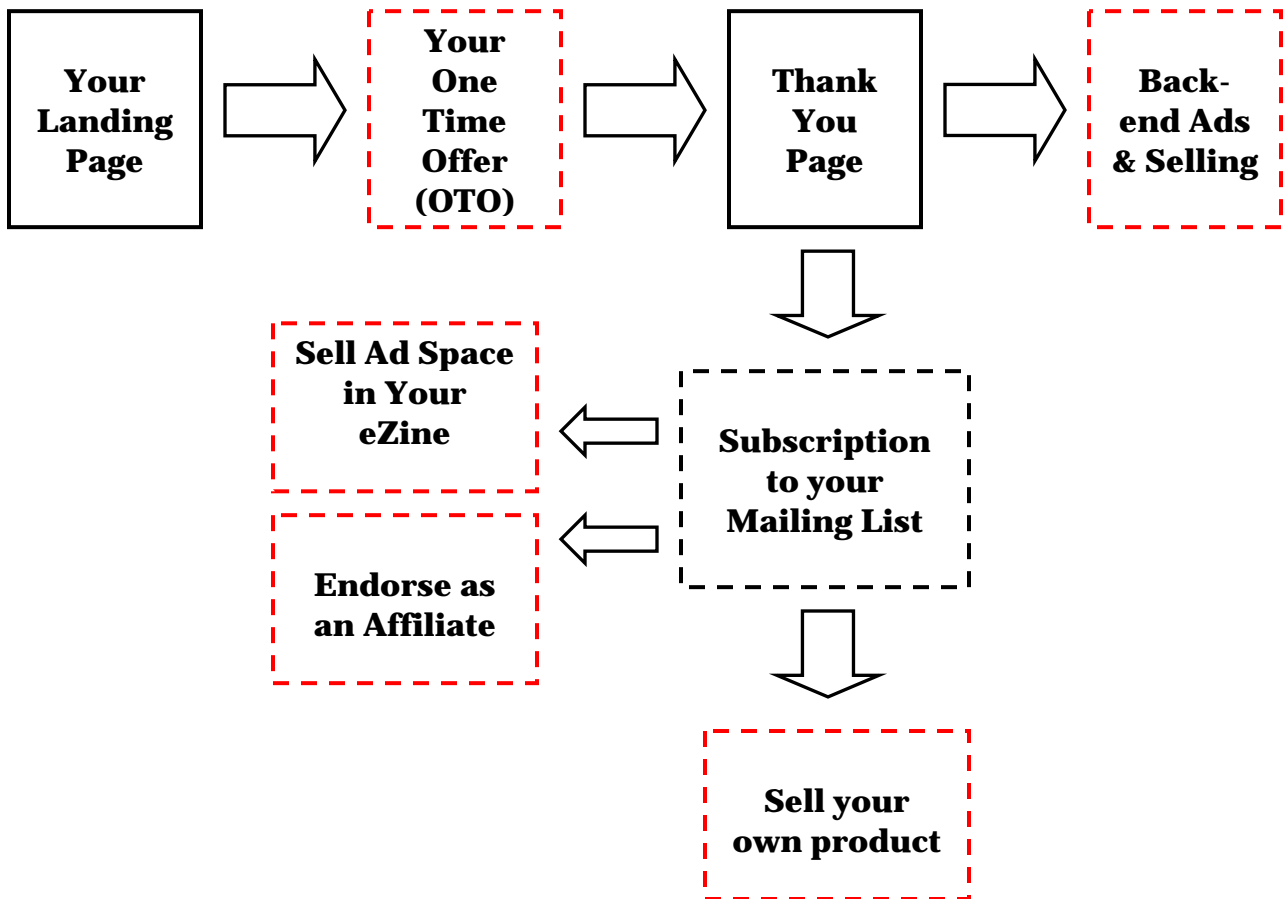 Your
Landing
Page
Your
One
Time
Offer
(OTO)
Thank
You
Page
Back-
end Ads
& Selling
Sell Ad Space
in Your
eZine
Subscription
to your
Mailing List
Endorse as
an Affiliate
Sell your
own product